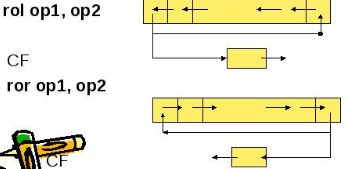 rol op1, op2
CF
ror op1, op2
CF